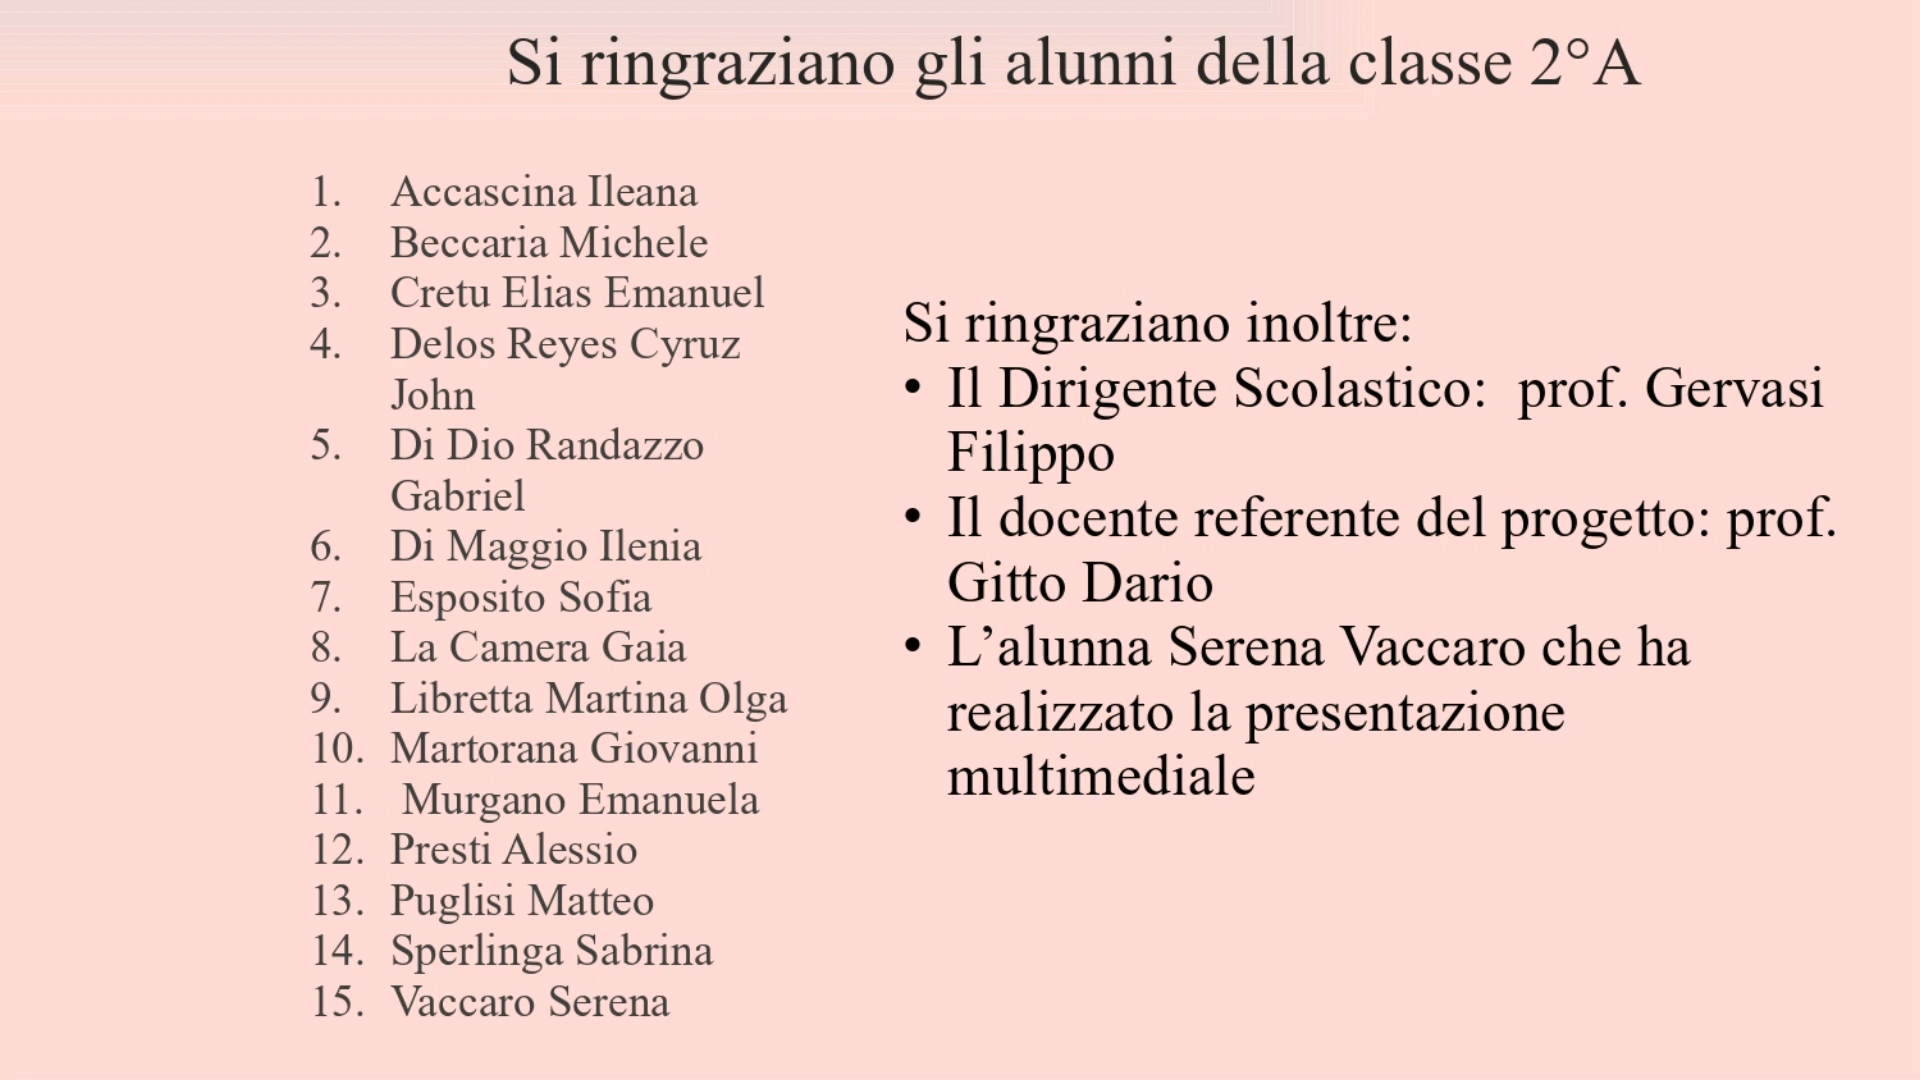 Si ringraziano gli alunni della classe 2°A
1. Accascina Ileana
2. Beccaria Michele
3. Cretu Elias Emanuel
4. Delos Reyes Cyruz
John
5. Di Dio Randazzo
Gabriel
6. Di Maggio Ilenia
7. Esposito Sofia
8. La Camera Gaia
9. Libretta Martina Olga
10. Martorana Giovanni
11. Murgano Emanuela
12. Presti Alessio
13. Puglisi Matteo
14. Sperlinga Sabrina
15. Vaccaro Serena
Si ringraziano inoltre:
• Il Dirigente Scolastico: prof. Gervasi
Filippo
• Il docente referente del progetto: prof.
Gitto Dario
• L’alunna Serena Vaccaro che ha
realizzato la presentazione
multimediale